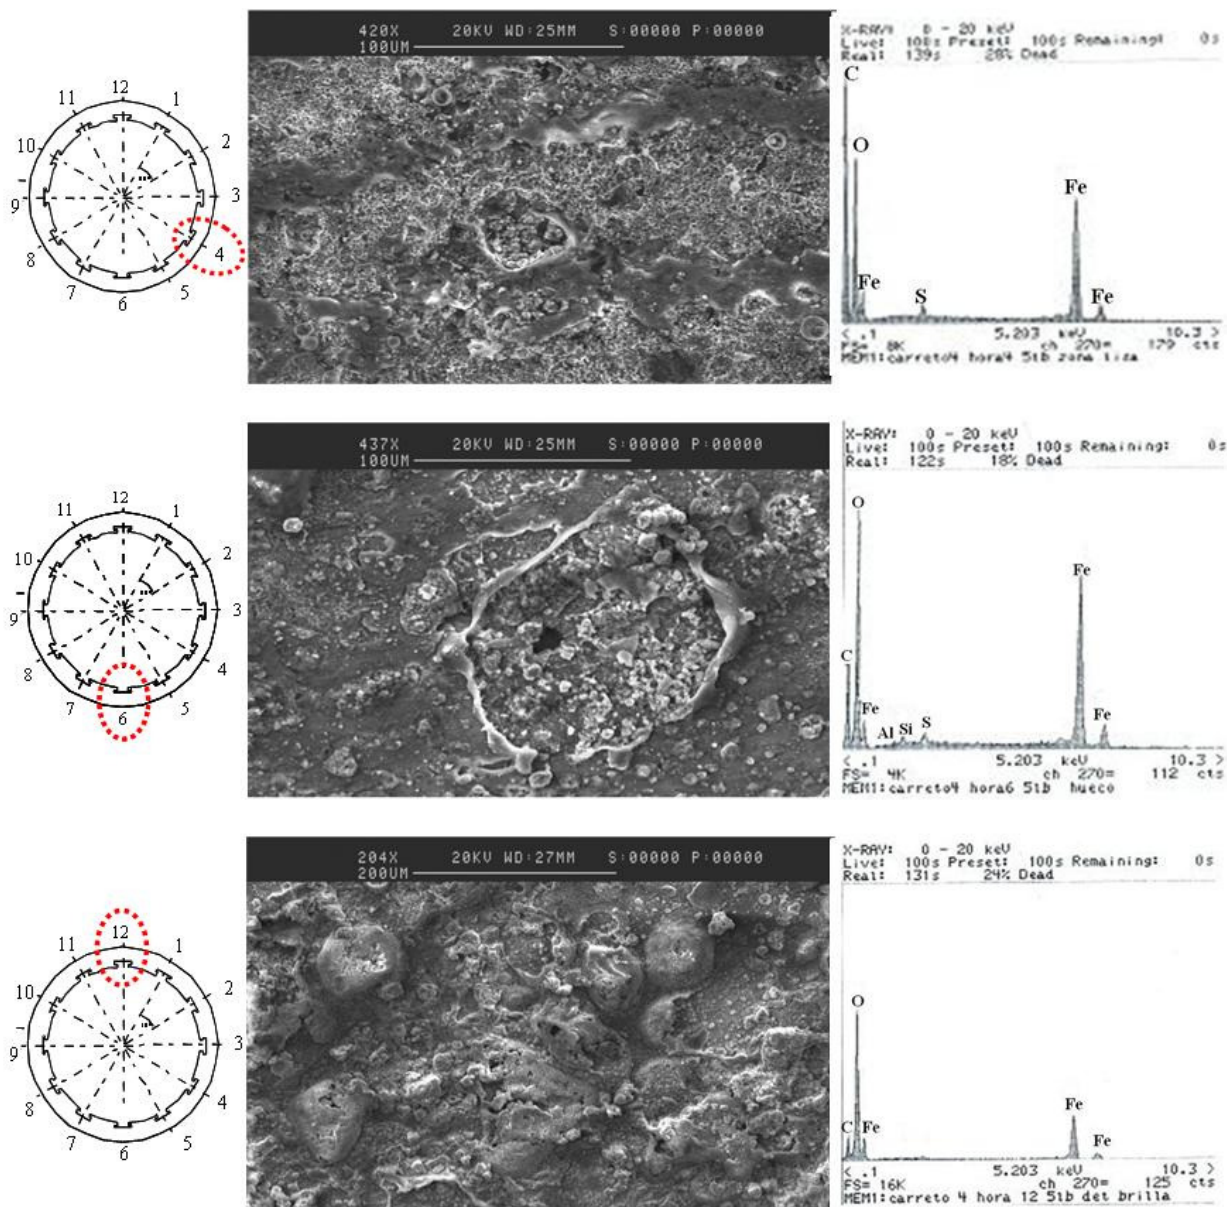 420X 20KV WD:25MM S:00000 P:00000
100UM
X-RAY: 0 - 20 keV
Live: 100s Preset: 100s Remaining: 0s
Real: 139s 28% Dead
C
O
Fe
Fe
S
Fe
< .1 5.203 keV 10.3 >
FS= 8K ch 270= 179 cts
MEM1:carreto4 hora4 5tb zona lisa
12
11
1
10
2
9
3
8
4
7
5
6
437X 20KV WD:25MM S:00000 P:00000
100UM
X-RAY: 0 - 20 keV
Live: 100s Preset: 100s Remaining: 0s
Real: 122s 18% Dead
O
Fe
C
Fe
Al Si S
Fe
< .1 5.203 keV 10.3 >
FS= 4K ch 270= 112 cts
MEM1:carreto4 hora6 5tb hueco
12
11
1
10
2
9
3
8
4
7
5
6
204X 20KV WD:27MM S:00000 P:00000
200UM
X-RAY: 0 - 20 keV
Live: 100s Preset: 100s Remaining: 0s
Real: 131s 24% Dead
O
Fe
C Fe
Fe
< .1 5.203 keV 10.3 >
FS= 16K ch 270= 125 cts
MEM1:carreto 4 hora 12 5tb det brilla
12
11
1
10
2
9
3
8
4
7
5
6